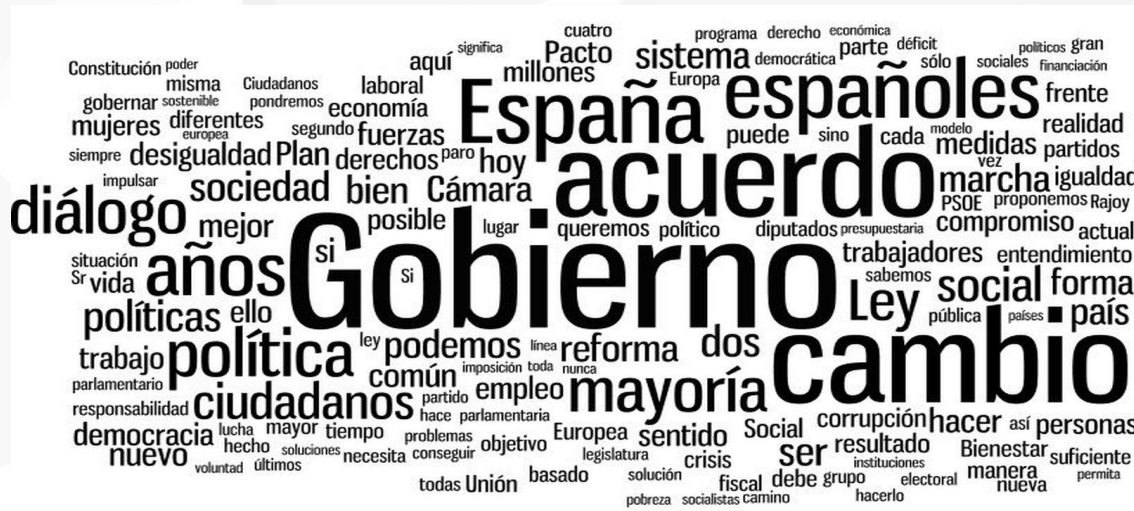 cuatro
programa derecho económica
significa
Pacto
sistema
parte déficit
políticos gran
Constitución poder
aquí
democrática
sólo sociales financiación
misma Ciudadanos laboral
millones
Europa
españoles
frente
gobernar sostenible pondremos economía
España
mujeres diferentes
europea
segundo fuerzas
puede sino cada modelo
medidas
realidad
partidos
siempre desigualdad Plan derechos paro hoy
acuerdo
vez
impulsar
sociedad bien Cámara
marcha igualdad
PSOE proponemos Rajoy
diálogo
mejor
posible lugar
queremos político diputados presupuestaria compromiso actual
situación
años
si
Gobierno
trabajadores entendimiento
Sr vida
Si
sabemos
social forma
políticas ello
Ley
pública países país
trabajo política
ley podemos línea reforma dos
cambio
parlamentario
común imposición toda nunca
responsabilidad ciudadanos partido empleo mayoría
hace parlamentaria
corrupción hacer así personas
democracia lucha mayor tiempo problemas
Europea sentido Social
nuevo
hecho soluciones necesita conseguir objetivo
legislatura
crisis
ser resultado
Bienestar suficiente
voluntad últimos
instituciones
todas Unión basado solución
fiscal debe grupo electoral
manera
nueva
permita
pobreza socialistas camino
hacerlo